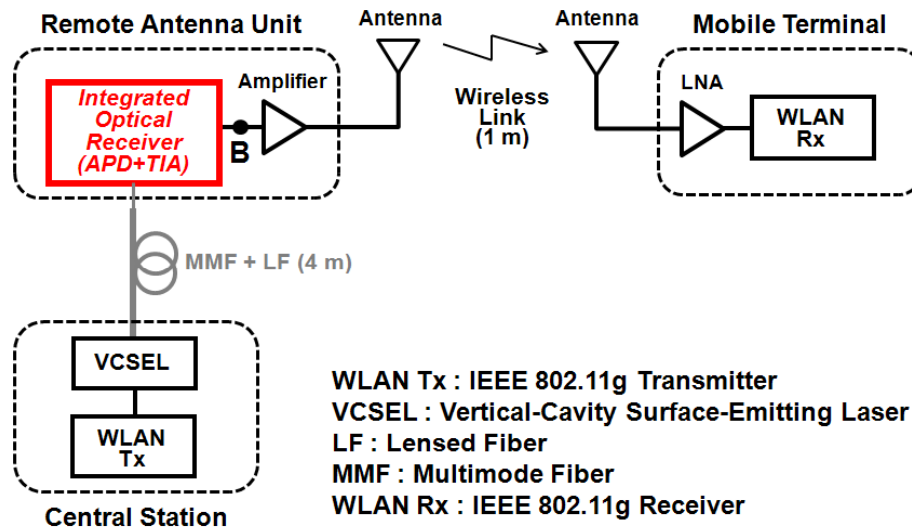 Remote Antenna Unit
Antenna
Antenna
Mobile Terminal
Integrated
Optical
Receiver
(APD+TIA)
B
Amplifier
Wireless
Link
(1 m)
LNA
WLAN
Rx
MMF + LF (4 m)
VCSEL
WLAN
Tx
Central Station
WLAN Tx : IEEE 802.11g Transmitter
VCSEL : Vertical-Cavity Surface-Emitting Laser
LF : Lensed Fiber
MMF : Multimode Fiber
WLAN Rx : IEEE 802.11g Receiver